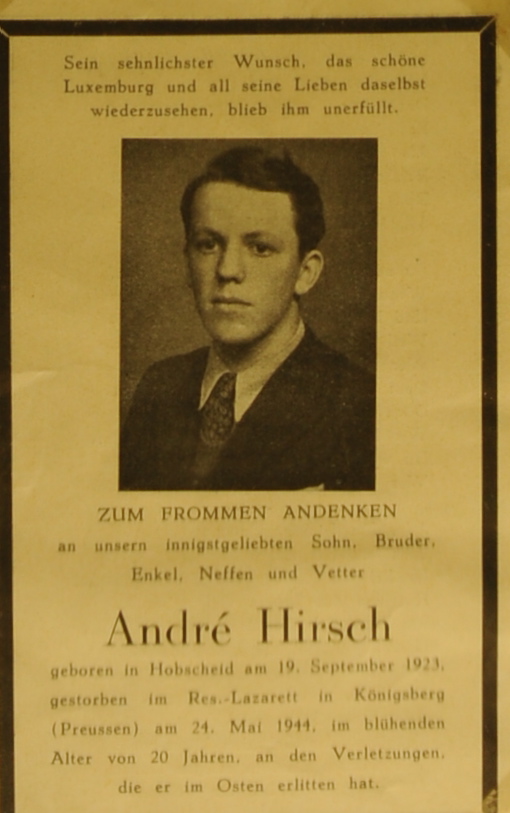 Sein sehnlichster Wunsch, das schöne
Luxemburg und all seine Lieben daselbst
wiederzusehen, blieb ihm unerfüllt.
ZUM FROMMEN ANDENKEN
an unsern innigstgeliebten Sohn, Bruder,
Enkel, Neffen und Vetter
André Hirsch
geboren in Hobscheid am 19. September 1923,
gestorben im Res.-Lazarett in Königsberg
(Preussen) am 24. Mai 1944, im blühenden
Alter von 20 Jahren, an den Verletzungen,
die er im Osten erlitten hat.